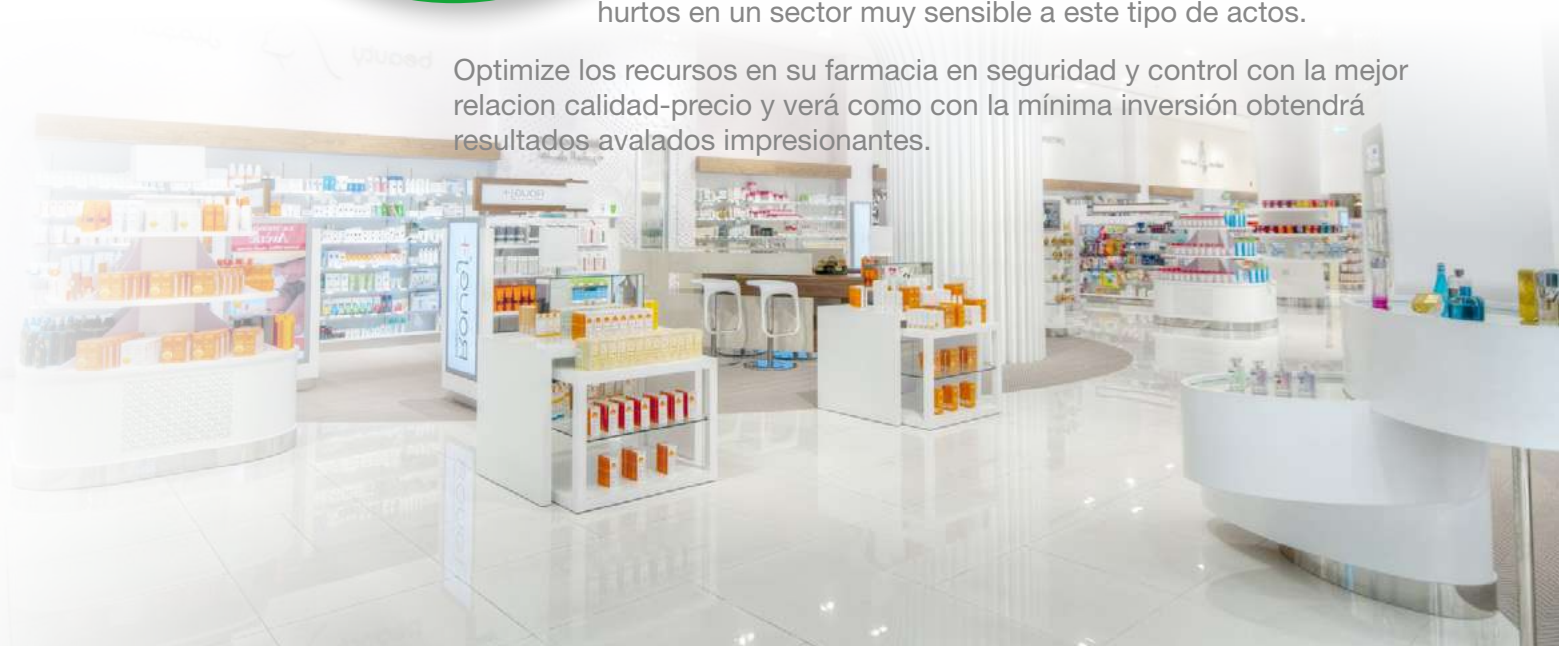 hurtos en un sector muy sensible a este tipo de actos.
beauty
Optimize los recursos en su farmacia en seguridad y control con la mejor
relacion calidad-precio y verá como con la mínima inversión obtendrá
resultados avalados impresionantes.